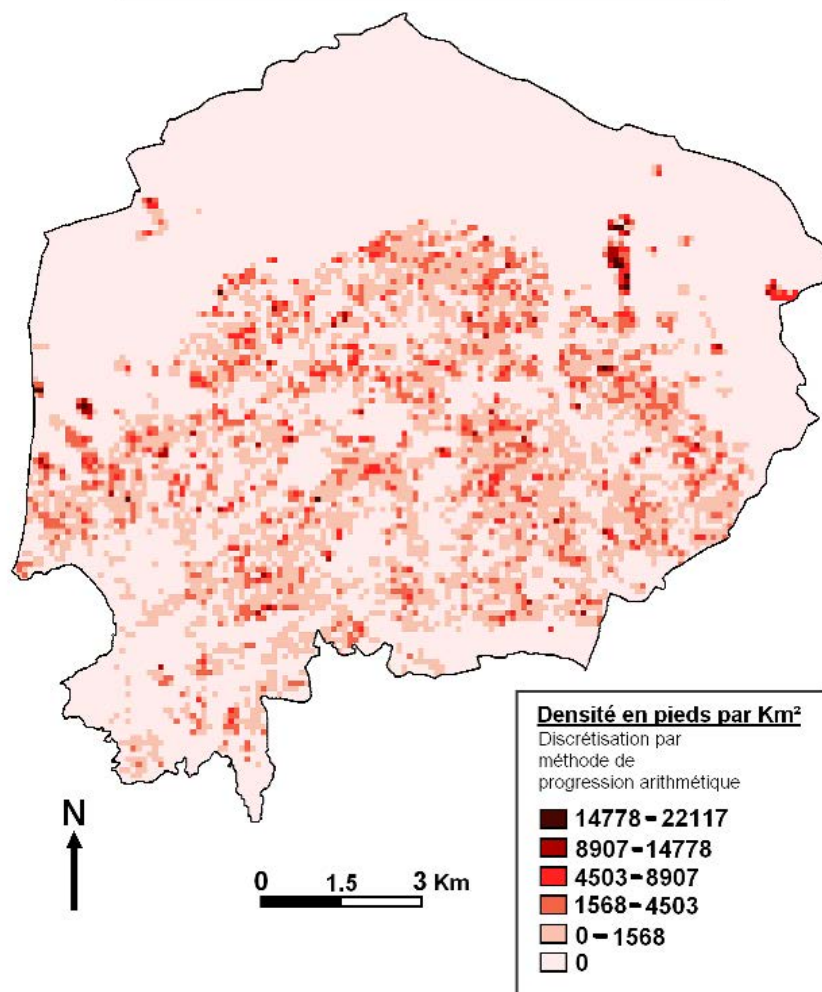 N
0 1.5 3 Km
Densité en pieds par Km²
Discrétisation par
méthode de
progression arithmétique
14778-22117
8907-14778
4503-8907
1568-4503
0-1568
0